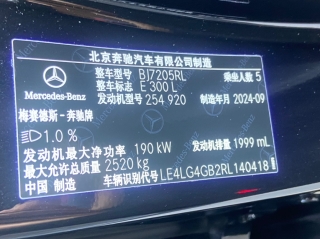 北京奔驰汽车有限公司制造
整车型号 BJ7205RL 乘坐人数 5
Mercedes-Benz 整车标志 E 300 L
发动机型号 254 920 制造年月 2024-09
梅赛德斯-奔驰牌
1.0 %
发动机最大净功率 190 kW 发动机排量 1999 mL
最大允许总质量 2520 kg
中国 制造 车辆识别代号 LE4LG4GB2RL140418